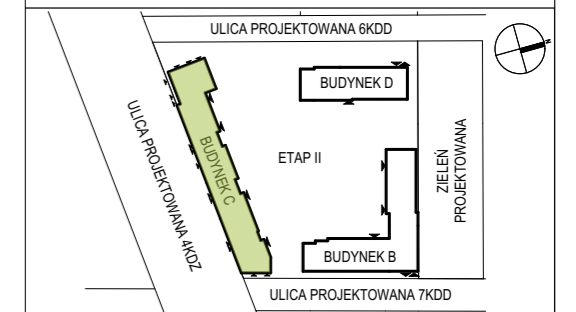 ULICA PROJEKTOWANA 6KDD
N
BUDYNEK D
ULICA PROJEKTOWANA 4KDZ
BUDYNEK C
ETAP II
ZIELEŃ
PROJEKTOWANA
BUDYNEK B
ULICA PROJEKTOWANA 7KDD